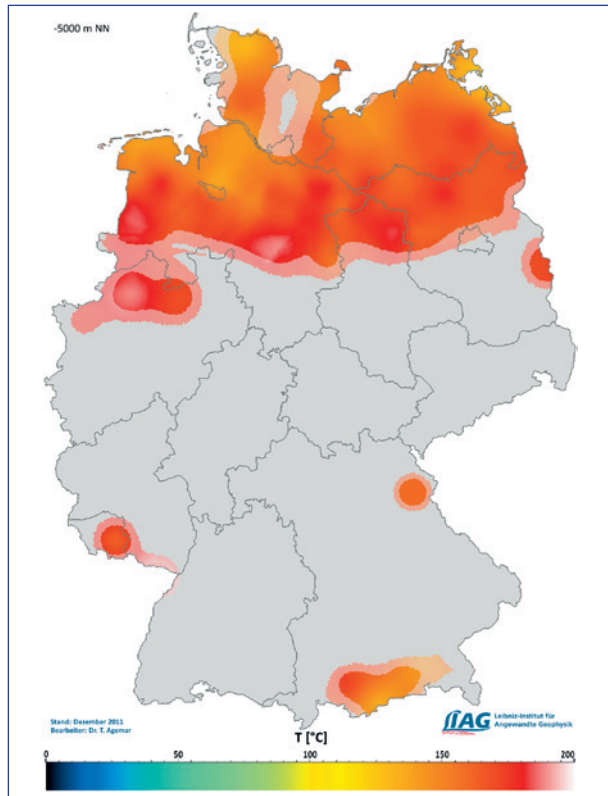 -5000 m NN
Stand: Dezember 2011
Bearbeiter: Dr. T. Agemar
LIAG Leibniz-Institut für
Angewandte Geophysik
T [°C]
0 50 100 150 200